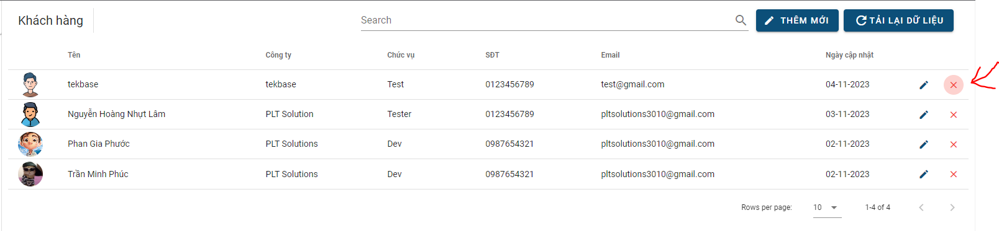 Khách hàng Search THÊM MỚI TẢI LẠI DỮ LIỆU
Tên Công ty Chức vụ SĐT Email Ngày cập nhật
tekbase tekbase Test 0123456789 test@gmail.com 04-11-2023
Nguyễn Hoàng Nhựt Lâm PLT Solution Tester 0123456789 pltsolutions3010@gmail.com 03-11-2023
Phan Gia Phước PLT Solutions Dev 0987654321 pltsolutions3010@gmail.com 02-11-2023
Trần Minh Phúc PLT Solutions Dev 0987654321 pltsolutions3010@gmail.com 02-11-2023
Rows per page: 10 1-4 of 4